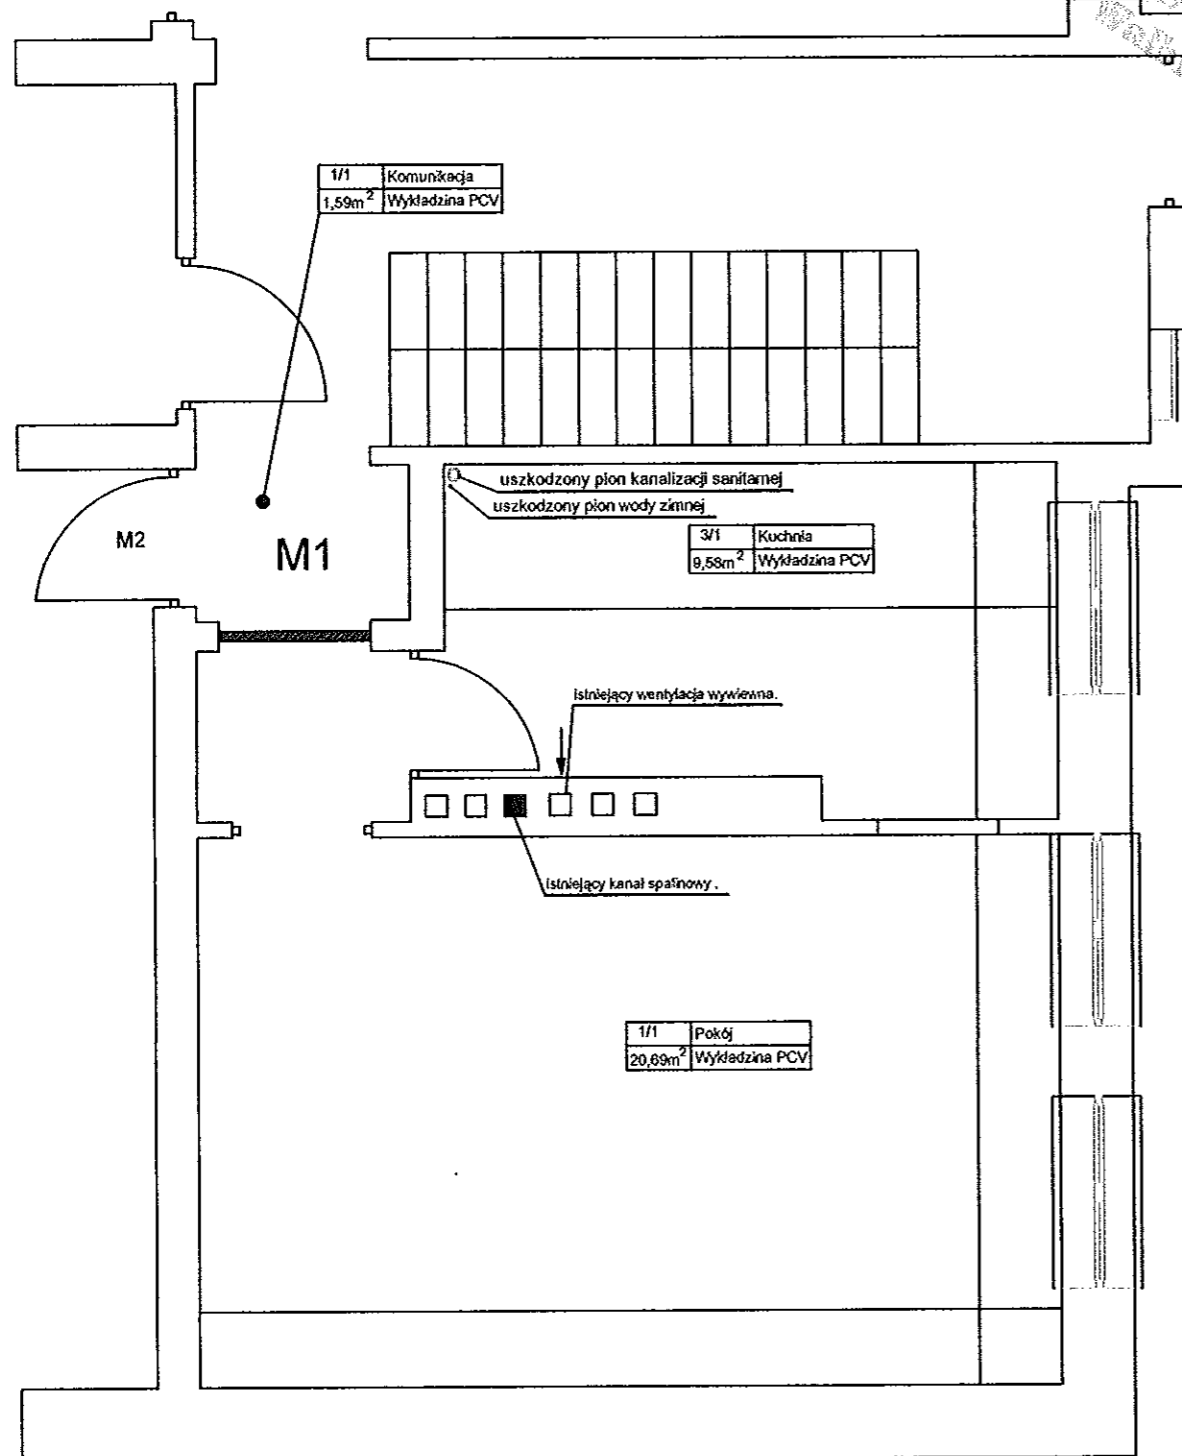 1/1 Komunikacja
1,59m² Wykładzina PCV
uszkodzony pion kanalizacji sanitarnej
uszkodzony pion wody zimnej
M2
M1
3/1 Kuchnia
9,58m² Wykładzina PCV
Istniejący wentylacja wywiewna.
Istniejący kanał spalinowy .
1/1 Pokój
20,69m² Wykładzina PCV